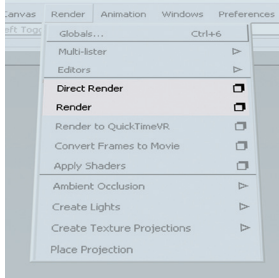 Canvas Render Animation Windows Preferences
Globals... Ctrl+6
Multi-lister
Editors
Direct Render
Render
Render to QuickTimeVR
Convert Frames to Movie
Apply Shaders
Ambient Occlusion
Create Lights
Create Texture Projections
Place Projection